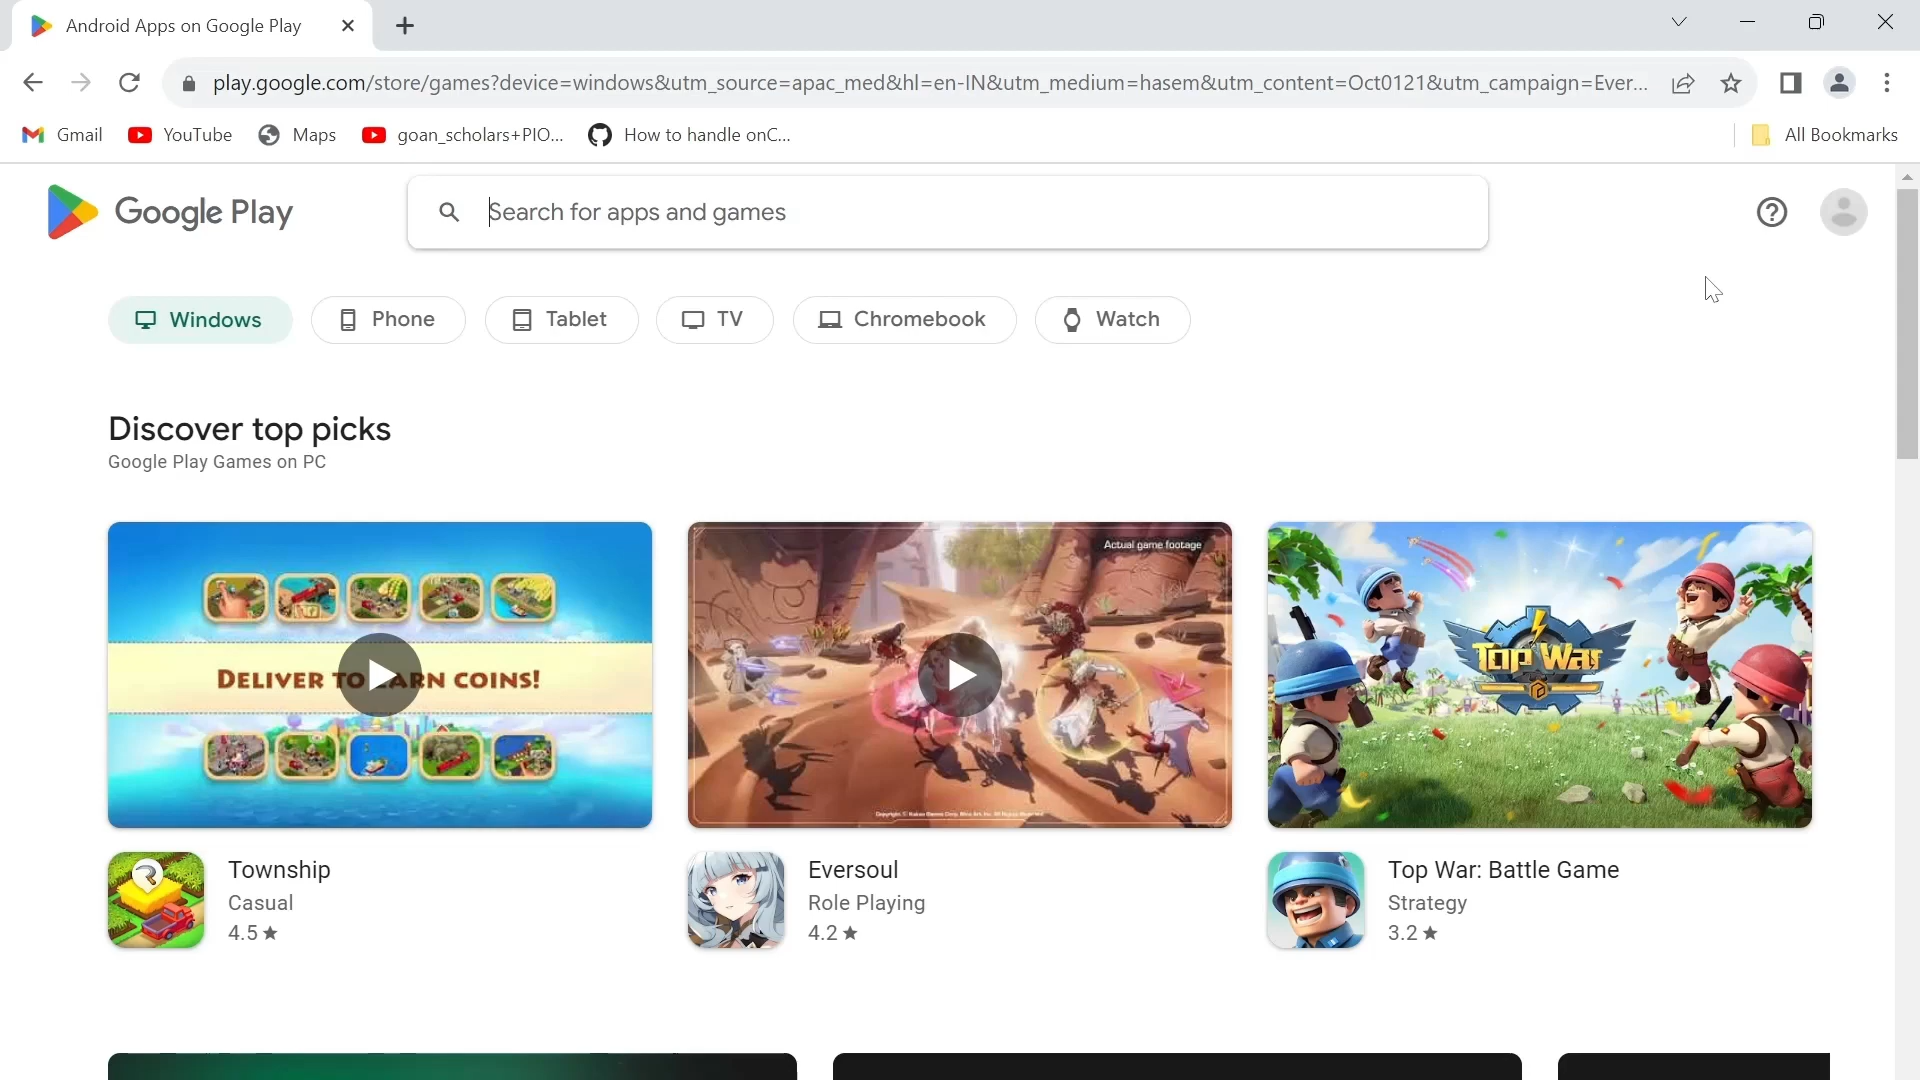 Android Apps on Google Play
play.google.com/store/games?device=windows&utm_source=apac_med&hl=en-IN&utm_medium=hasem&utm_content=Oct0121&utm_campaign=Ever...
Gmail YouTube Maps goan_scholars+PIO... How to handle onC... All Bookmarks
Google Play Search for apps and games
Windows Phone Tablet TV Chromebook Watch
Discover top picks
Google Play Games on PC
Actual game footage
DELIVER TO EARN COINS!
TOP WAR
Township Eversoul Top War: Battle Game
Casual Role Playing Strategy
4.5 ★ 4.2 ★ 3.2 ★